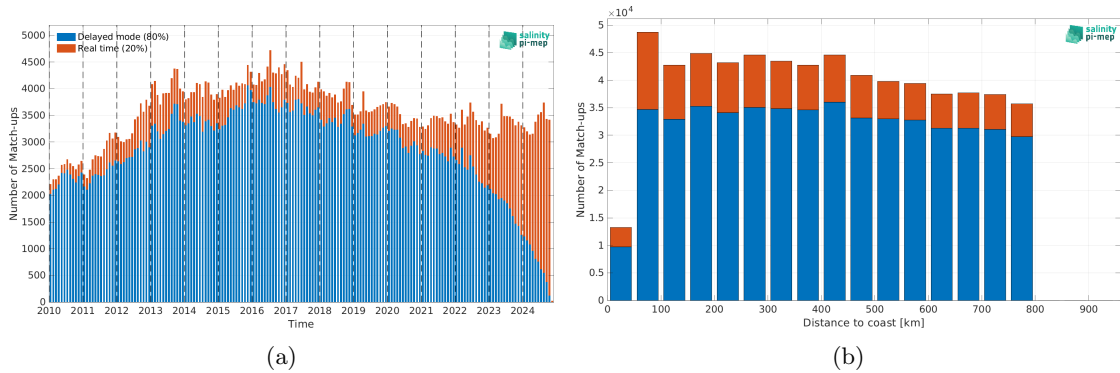 Delayed mode (80%)
Real time (20%)
salinity
pi-mep
5000
4500
4000
3500
3000
2500
2000
1500
1000
500
0
Number of Match-ups
2010 2011 2012 2013 2014 2015 2016 2017 2018 2019 2020 2021 2022 2023 2024
Time
(a)
×10⁴
salinity
pi-mep
5
4.5
4
3.5
3
2.5
2
1.5
1
0.5
0
Number of Match-ups
0 100 200 300 400 500 600 700 800 900
Distance to coast [km]
(b)